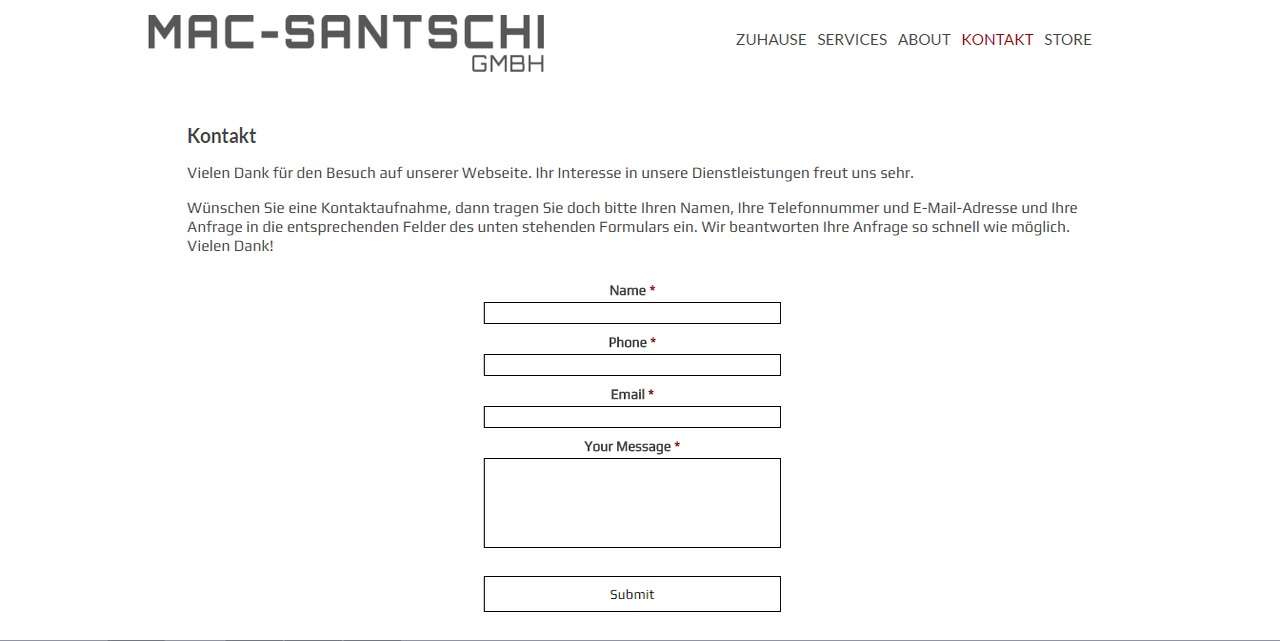 MAC-SANTSCHI
GMBH
ZUHAUSE SERVICES ABOUT KONTAKT STORE
Kontakt
Vielen Dank für den Besuch auf unserer Webseite. Ihr Interesse in unsere Dienstleistungen freut uns sehr.
Wünschen Sie eine Kontaktaufnahme, dann tragen Sie doch bitte Ihren Namen, Ihre Telefonnummer und E-Mail-Adresse und Ihre
Anfrage in die entsprechenden Felder des unten stehenden Formulars ein. Wir beantworten Ihre Anfrage so schnell wie möglich.
Vielen Dank!
Name *
Phone *
Email *
Your Message *
Submit